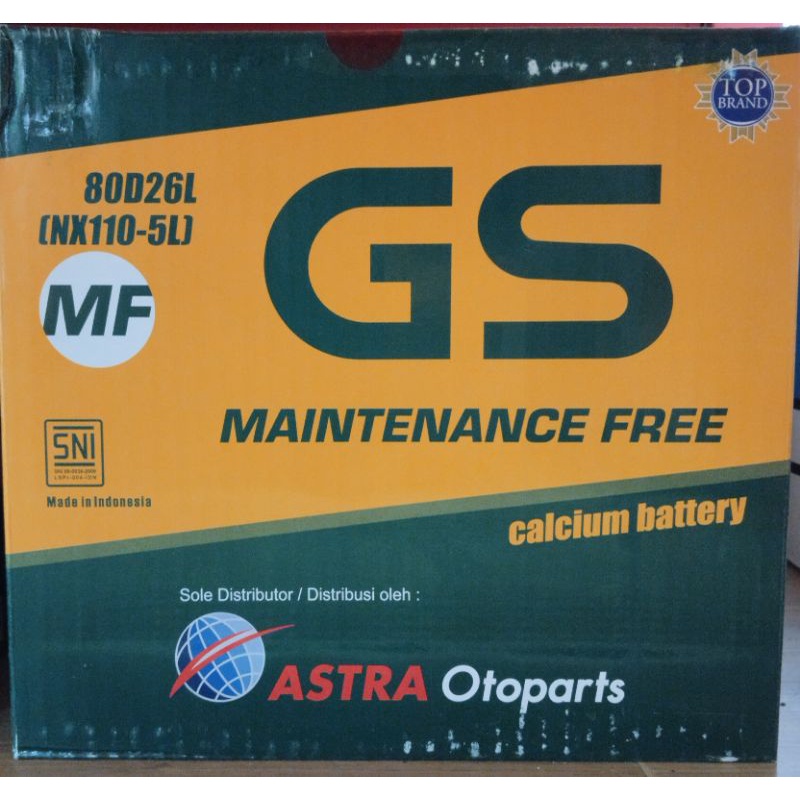 TOP
BRAND
80D26L
(NX110-5L)
GS
MF
MAINTENANCE FREE
SNI
Made in Indonesia
calcium battery
Sole Distributor / Distribusi oleh :
ASTRA Otoparts